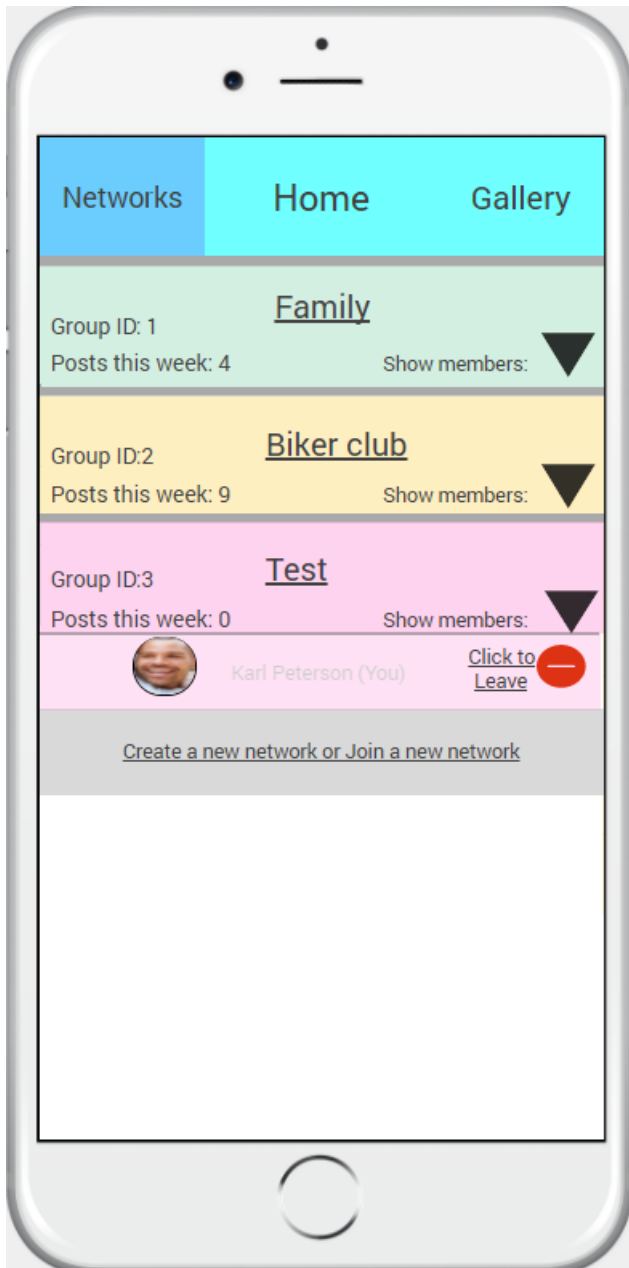 Networks Home Gallery
Family
Group ID: 1
Posts this week: 4 Show members:
Biker club
Group ID:2
Posts this week: 9 Show members:
Test
Group ID:3
Posts this week: 0 Show members:
Karl Peterson (You)
Click to
Leave
Create a new network or Join a new network